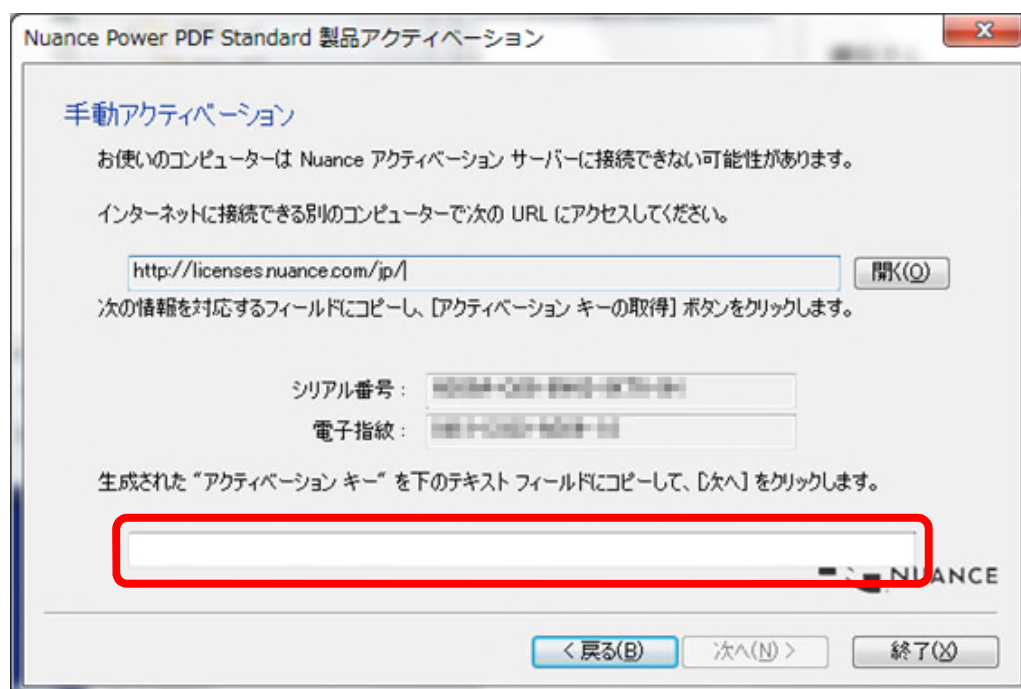 Nuance Power PDF Standard 製品アクティベーション
手動アクティベーション
お使いのコンピューターは Nuance アクティベーション サーバーに接続できない可能性があります。
インターネットに接続できる別のコンピューターで次の URL にアクセスしてください。
http://licenses.nuance.com/jp/
開く(O)
次の情報を対応するフィールドにコピーし、[アクティベーション キーの取得] ボタンをクリックします。
シリアル番号 :
電子指紋 :
生成された "アクティベーション キー" を下のテキスト フィールドにコピーして、[次へ] をクリックします。
NUANCE
< 戻る(B) 次へ(N) > 終了(X)